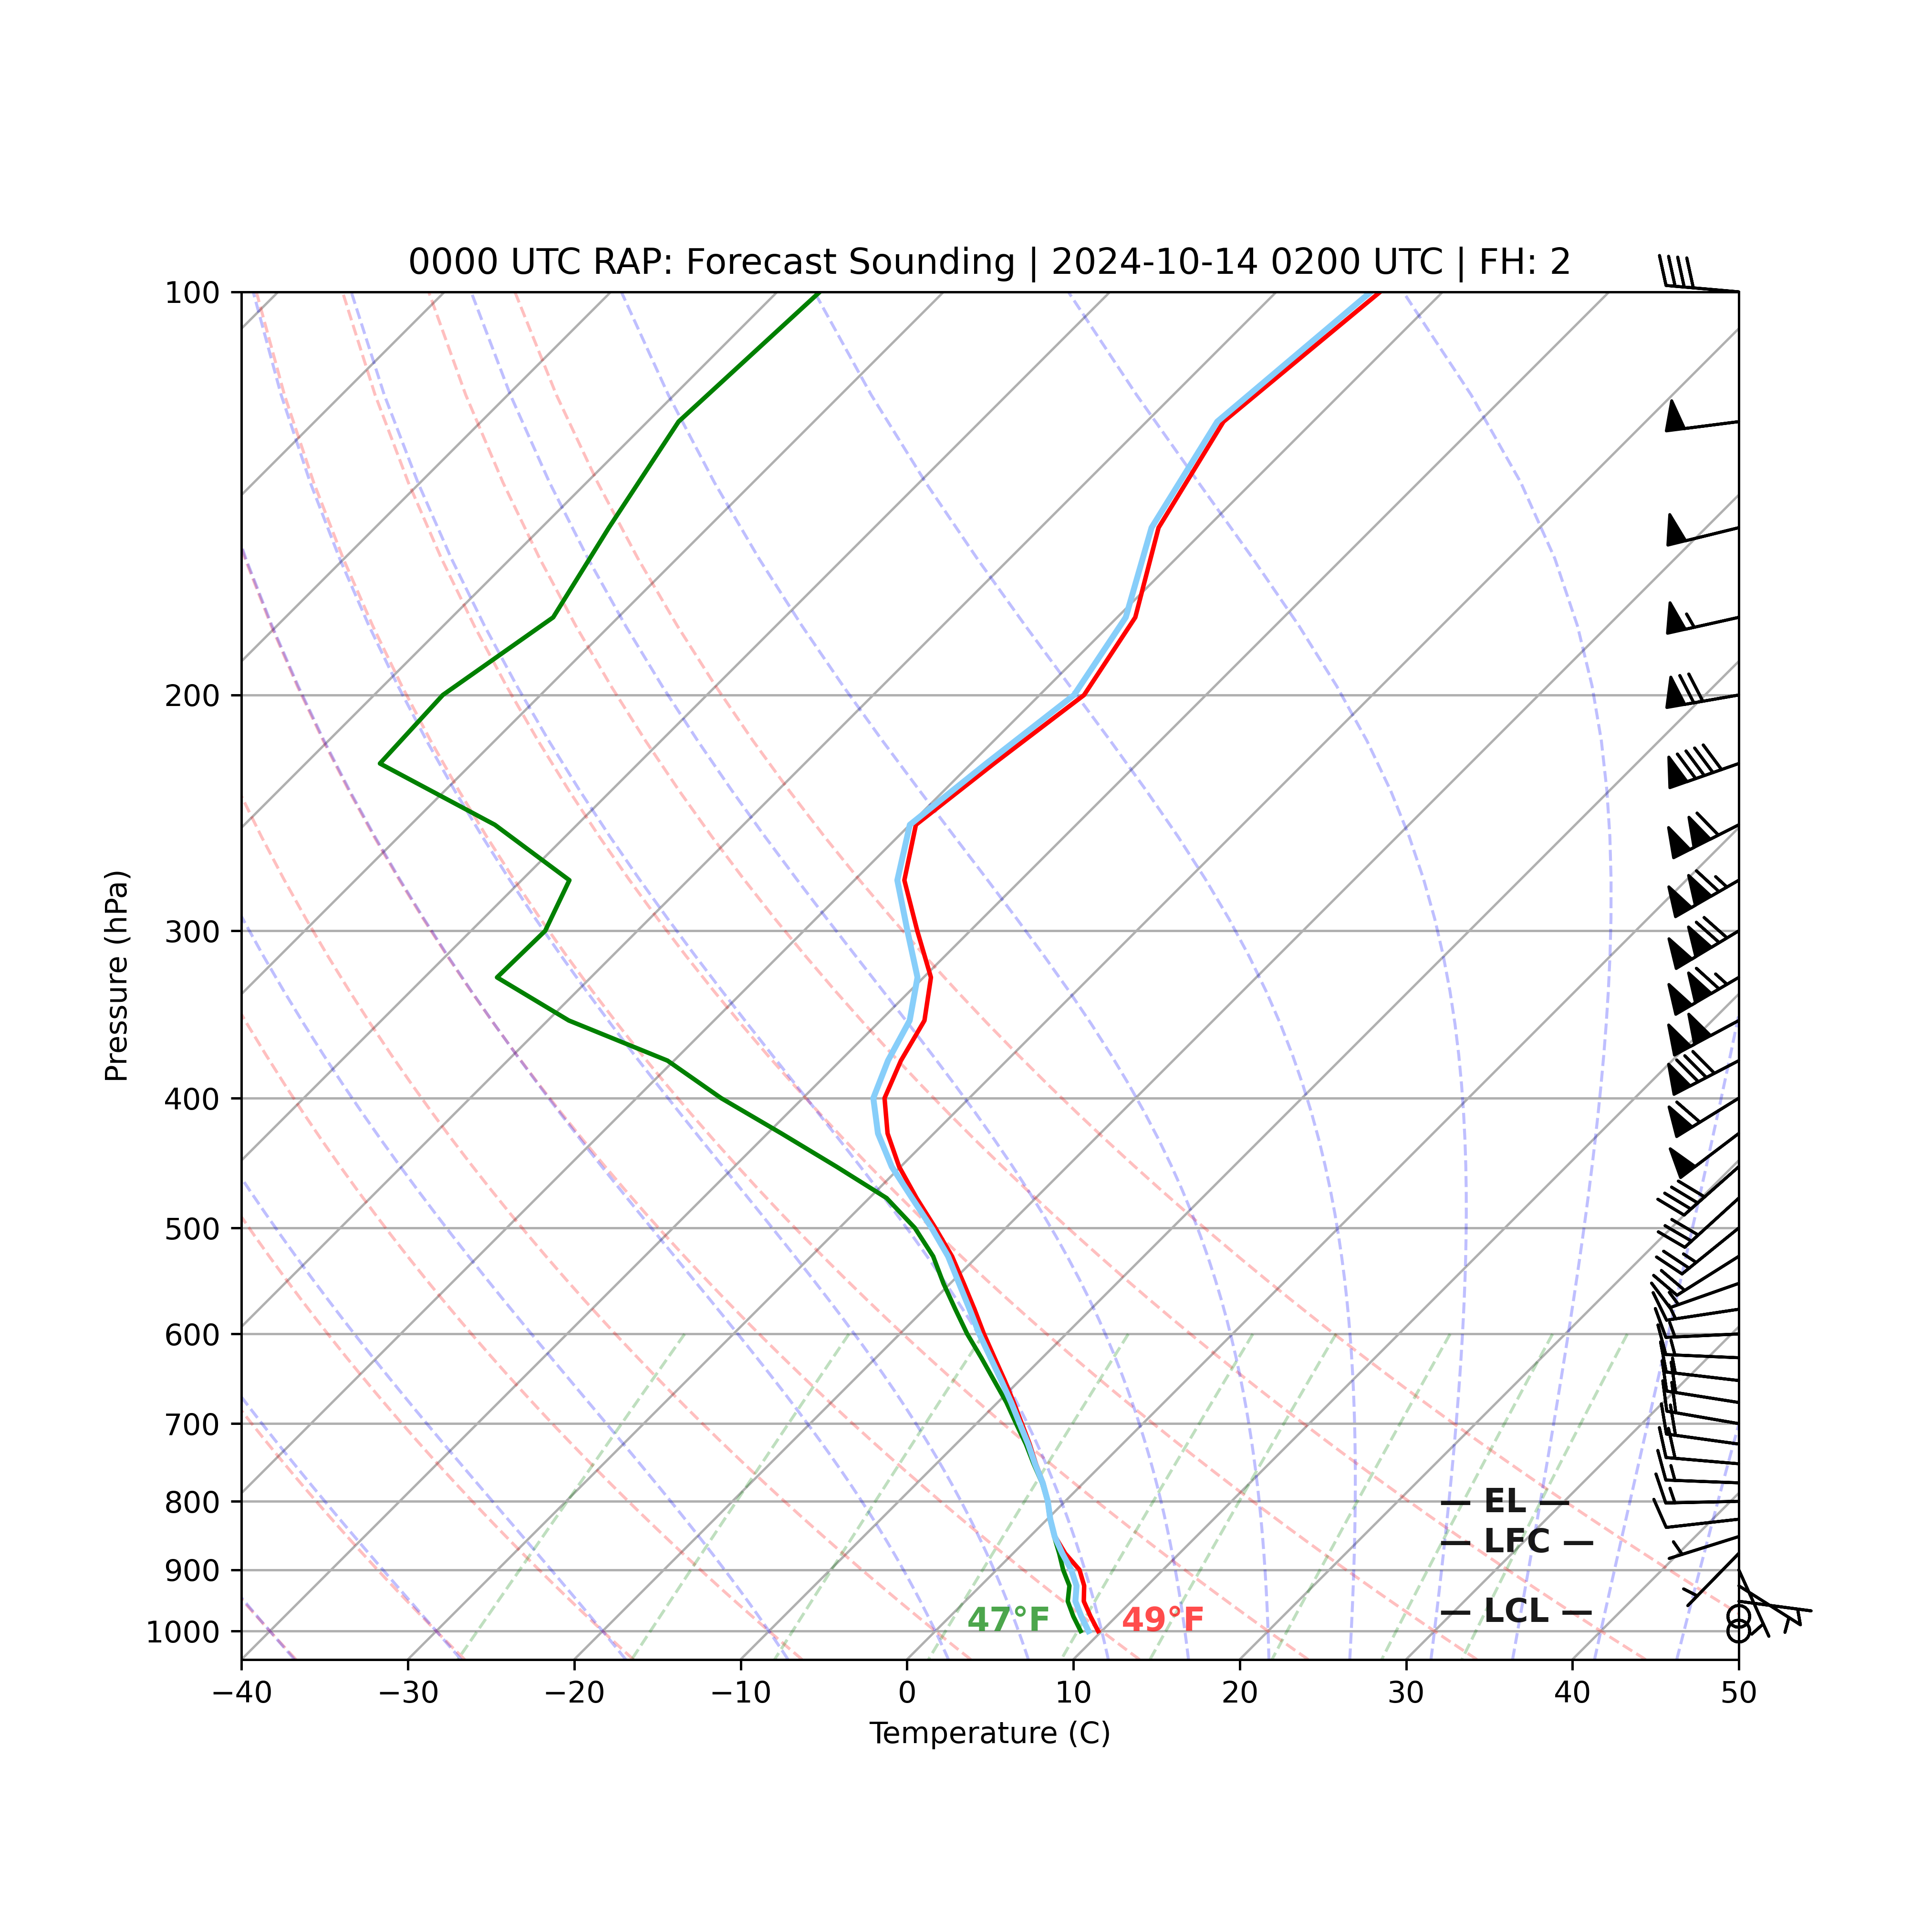 0000 UTC RAP: Forecast Sounding | 2024-10-14 0200 UTC | FH: 2
100
200
300
400
500
600
700
800
900
1000
Pressure (hPa)
— EL —
— LFC —
— LCL —
47°F
49°F
−40 −30 −20 −10 0 10 20 30 40 50
Temperature (C)